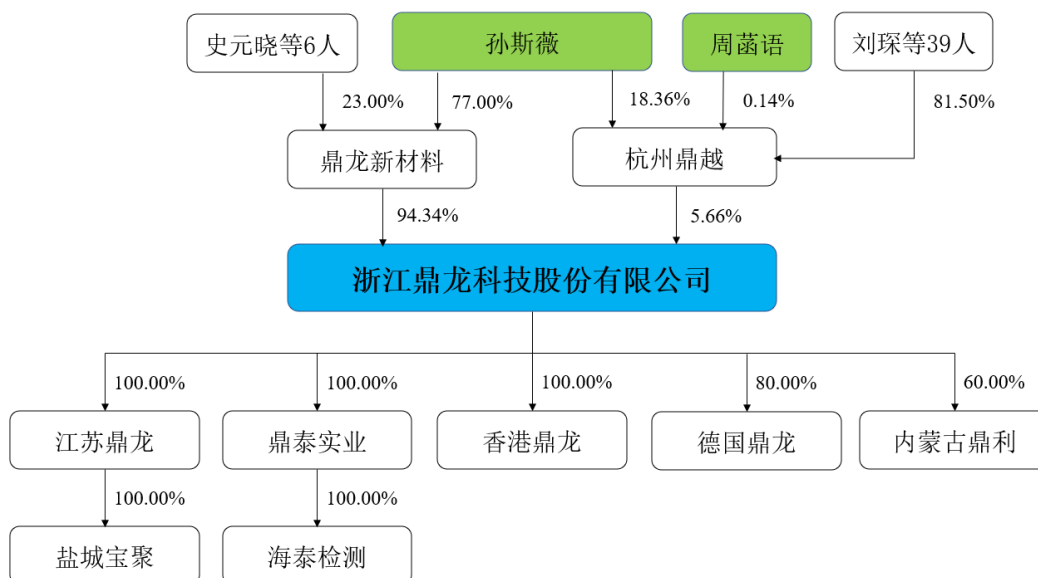 史元晓等6人
孙斯薇
周菡语
刘琛等39人
23.00%
77.00%
18.36%
0.14%
81.50%
鼎龙新材料
杭州鼎越
94.34%
5.66%
浙江鼎龙科技股份有限公司
100.00%
100.00%
100.00%
80.00%
60.00%
江苏鼎龙
鼎泰实业
香港鼎龙
德国鼎龙
内蒙古鼎利
100.00%
100.00%
盐城宝聚
海泰检测